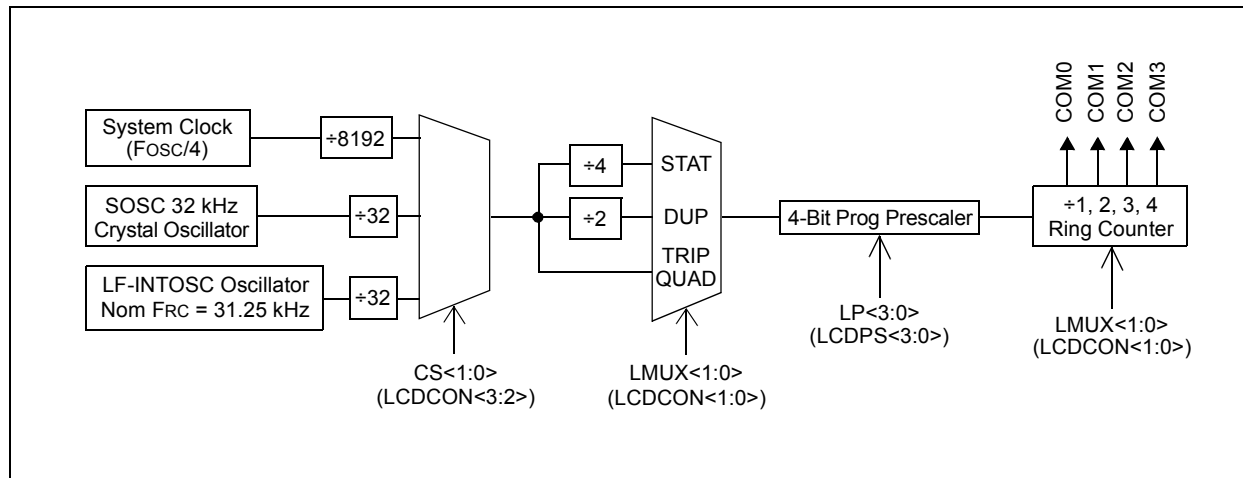 System Clock
(FOSC/4)
÷8192
SOSC 32 kHz
Crystal Oscillator
÷32
LF-INTOSC Oscillator
Nom FRC = 31.25 kHz
÷32
CS<1:0>
(LCDCON<3:2>)
÷4
÷2
STAT
DUP
TRIP
QUAD
LMUX<1:0>
(LCDCON<1:0>)
4-Bit Prog Prescaler
LP<3:0>
(LCDPS<3:0>)
COM0
COM1
COM2
COM3
÷1, 2, 3, 4
Ring Counter
LMUX<1:0>
(LCDCON<1:0>)